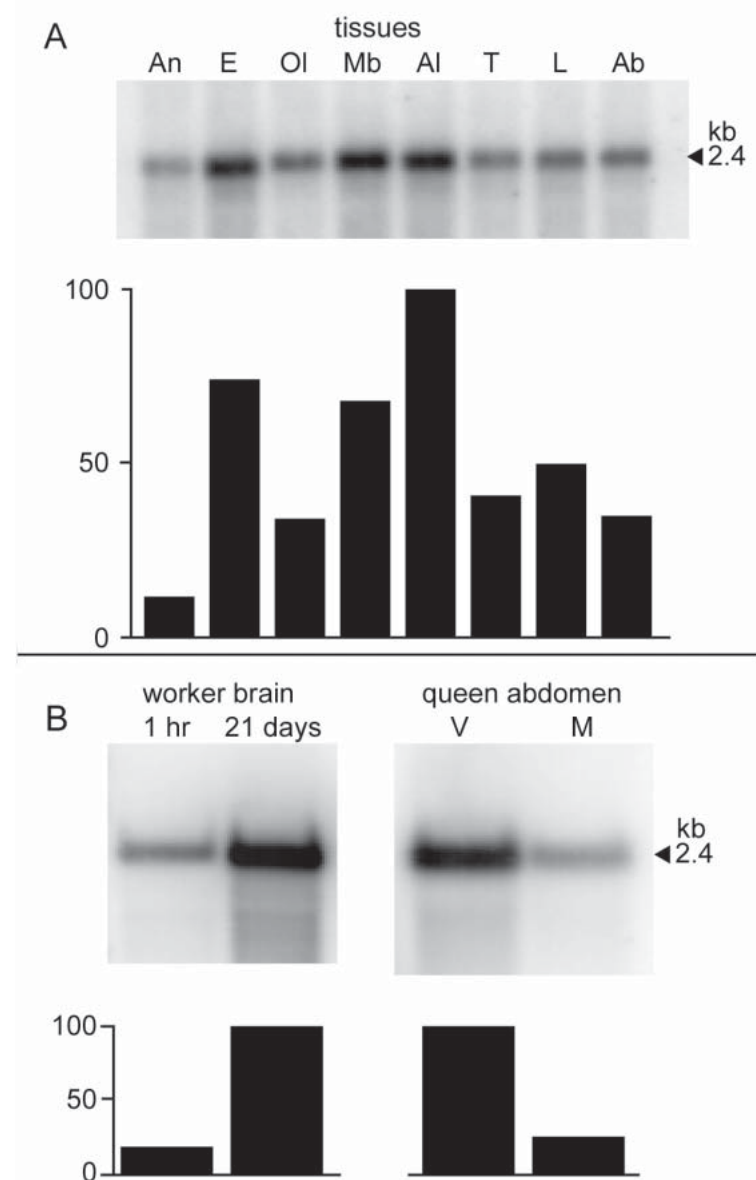 A
tissues
An E Ol Mb Al T L Ab
kb
2.4
100
50
0
B
worker brain
1 hr 21 days
queen abdomen
V M
kb
2.4
100
50
0